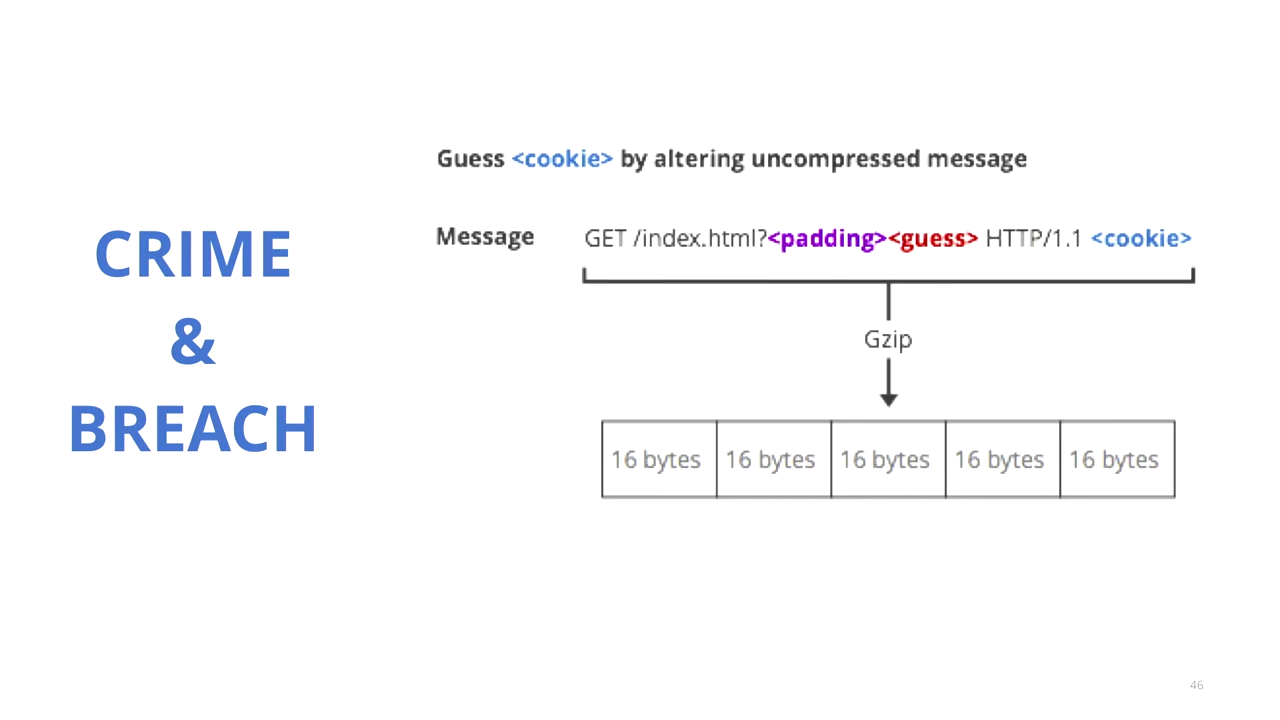 CRIME
&
BREACH
Guess <cookie> by altering uncompressed message
Message GET /index.html?<padding><guess> HTTP/1.1 <cookie>
Gzip
16 bytes 16 bytes 16 bytes 16 bytes 16 bytes
46